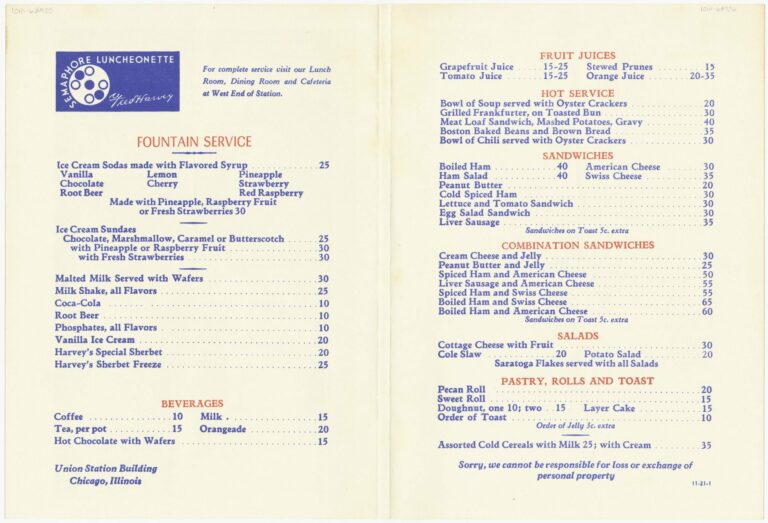 SEMAPHORE LUNCHEONETTE
Fred Harvey
For complete service visit our Lunch
Room, Dining Room and Cafeteria
at West End of Station.
FOUNTAIN SERVICE
Ice Cream Sodas made with Flavored Syrup . . . . . 25
Vanilla Lemon Pineapple
Chocolate Cherry Strawberry
Root Beer Red Raspberry
Made with Pineapple, Raspberry Fruit
or Fresh Strawberries 30
Ice Cream Sundaes
Chocolate, Marshmallow, Caramel or Butterscotch . . . . . 25
with Pineapple or Raspberry Fruit . . . . . 30
with Fresh Strawberries . . . . . 30
Malted Milk Served with Wafers . . . . . 30
Milk Shake, all Flavors . . . . . 25
Coca-Cola . . . . . 10
Root Beer . . . . . 10
Phosphates, all Flavors . . . . . 10
Vanilla Ice Cream . . . . . 20
Harvey's Special Sherbet . . . . . 20
Harvey's Sherbet Freeze . . . . . 25
BEVERAGES
Coffee . . . . . 10 Milk . . . . . 15
Tea, per pot . . . . . 15 Orangeade . . . . . 20
Hot Chocolate with Wafers . . . . . 15
Union Station Building
Chicago, Illinois
FRUIT JUICES
Grapefruit Juice . . . . . 15-25 Stewed Prunes . . . . . 15
Tomato Juice . . . . . 15-25 Orange Juice . . . . . 20-35
HOT SERVICE
Bowl of Soup served with Oyster Crackers . . . . . 20
Grilled Frankfurter, on Toasted Bun . . . . . 30
Meat Loaf Sandwich, Mashed Potatoes, Gravy . . . . . 40
Boston Baked Beans and Brown Bread . . . . . 35
Bowl of Chili served with Oyster Crackers . . . . . 30
SANDWICHES
Boiled Ham . . . . . 40 American Cheese . . . . . 30
Ham Salad . . . . . 40 Swiss Cheese . . . . . 35
Peanut Butter . . . . . 20
Cold Spiced Ham . . . . . 30
Lettuce and Tomato Sandwich . . . . . 30
Egg Salad Sandwich . . . . . 30
Liver Sausage . . . . . 35
Sandwiches on Toast 5c. extra
COMBINATION SANDWICHES
Cream Cheese and Jelly . . . . . 30
Peanut Butter and Jelly . . . . . 25
Spiced Ham and American Cheese . . . . . 50
Liver Sausage and American Cheese . . . . . 55
Spiced Ham and Swiss Cheese . . . . . 55
Boiled Ham and Swiss Cheese . . . . . 65
Boiled Ham and American Cheese . . . . . 60
Sandwiches on Toast 5c. extra
SALADS
Cottage Cheese with Fruit . . . . . 30
Cole Slaw . . . . . 20 Potato Salad . . . . . 20
Saratoga Flakes served with all Salads
PASTRY, ROLLS AND TOAST
Pecan Roll . . . . . 20
Sweet Roll . . . . . 15
Doughnut, one 10; two . . 15 Layer Cake . . . . . 15
Order of Toast . . . . . 10
Order of Jelly 3c. extra
Assorted Cold Cereals with Milk 25; with Cream . . . . . 35
Sorry, we cannot be responsible for loss or exchange of
personal property
11-21-1